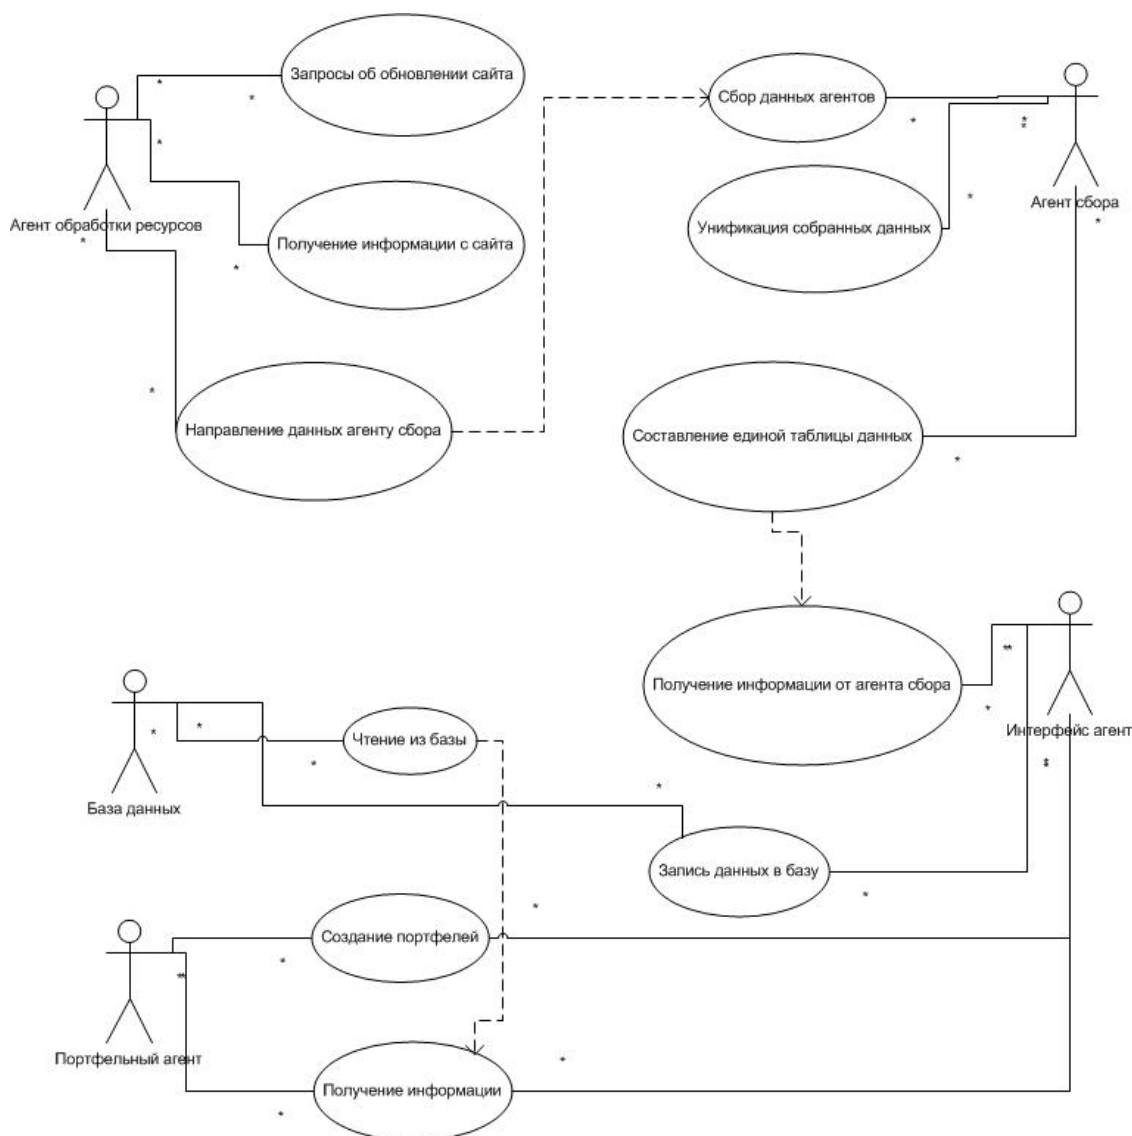 Запросы об обновлении сайта
Сбор данных агентов
Агент обработки ресурсов
Агент сбора
Получение информации с сайта
Унификация собранных данных
Направление данных агенту сбора
Составление единой таблицы данных
Получение информации от агента сбора
Интерфейс агент
Чтение из базы
База данных
Запись данных в базу
Создание портфелей
Портфельный агент
Получение информации